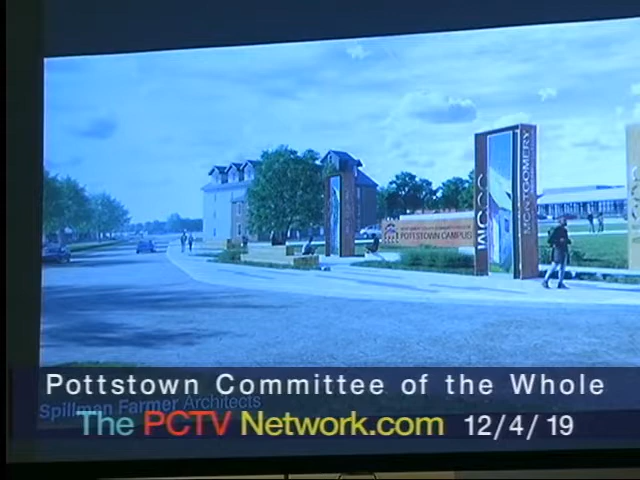 MCCC
MONTGOMERY
POTTSTOWN CAMPUS
Pottstown Committee of the Whole
Spillman Farmer Architects
The PCTV Network.com 12/4/19